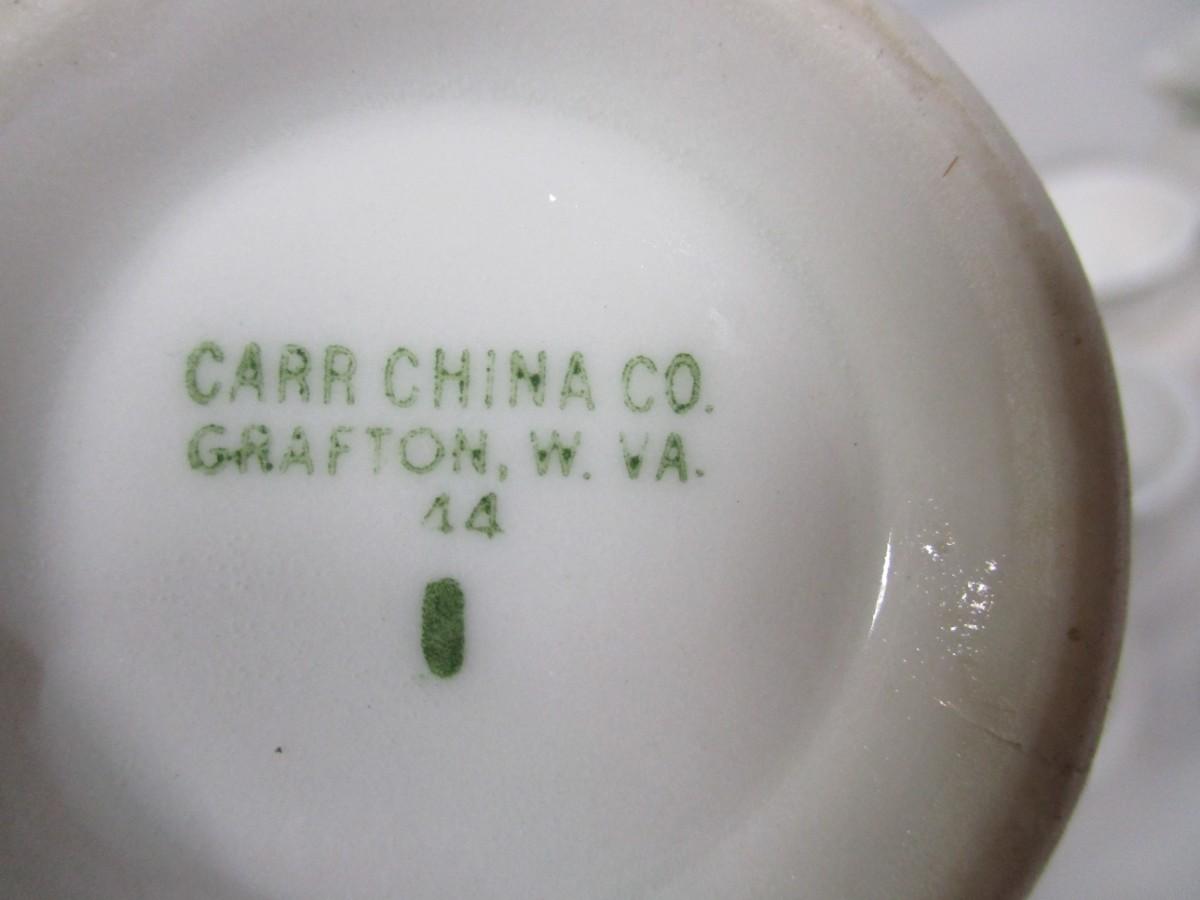 CARR CHINA CO.
GRAFTON, W. VA.
14